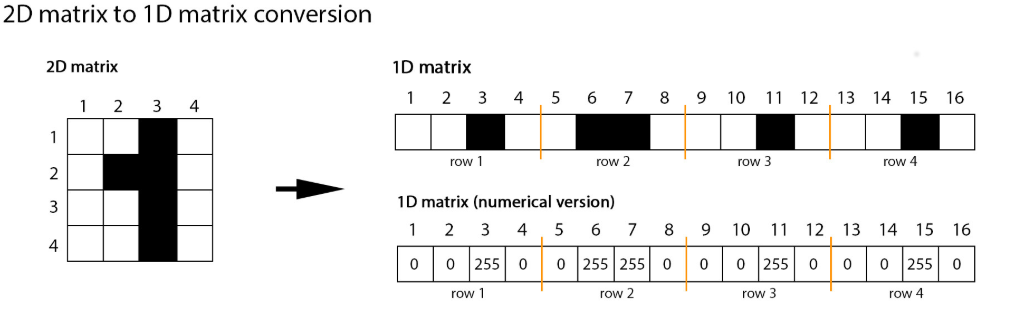 2D matrix to 1D matrix conversion
2D matrix
1 2 3 4
1
2
3
4
1D matrix
1 2 3 4 5 6 7 8 9 10 11 12 13 14 15 16
row 1 row 2 row 3 row 4
1D matrix (numerical version)
1 2 3 4 5 6 7 8 9 10 11 12 13 14 15 16
0 0 255 0 0 255 255 0 0 0 255 0 0 0 255 0
row 1 row 2 row 3 row 4